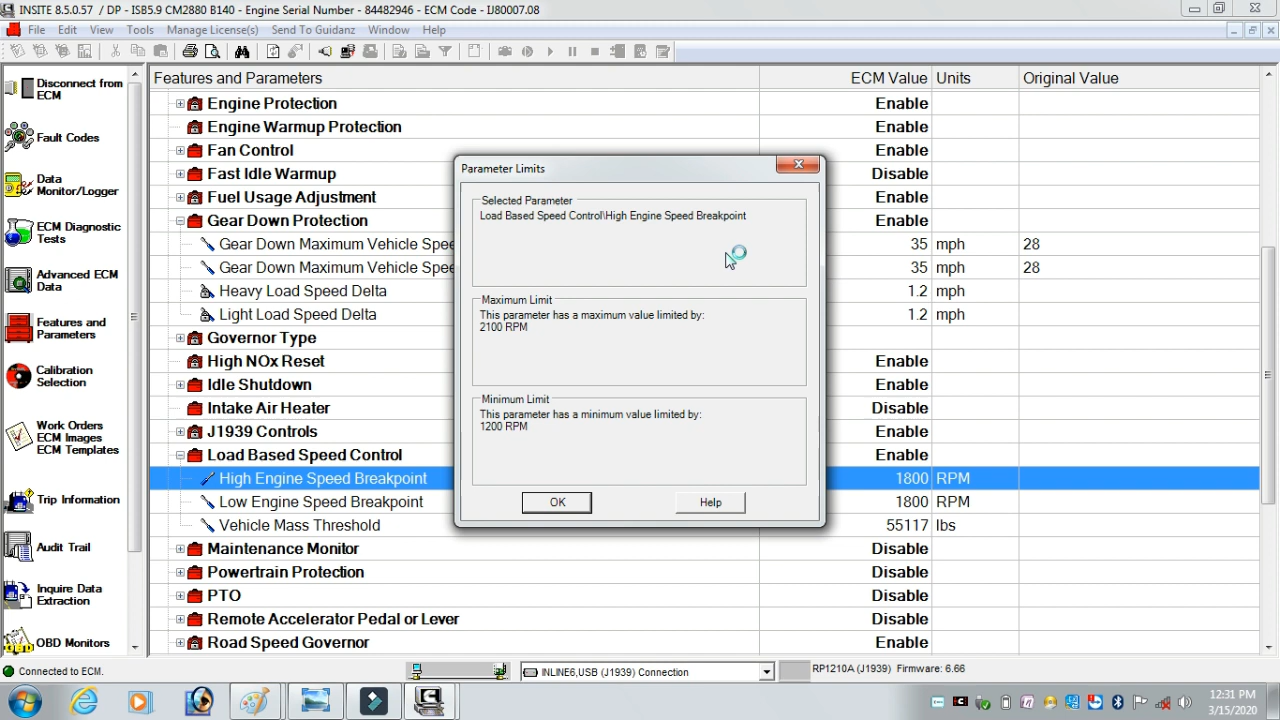 INSITE 8.5.0.57 / DP - ISB5.9 CM2880 B140 - Engine Serial Number - 84482946 - ECM Code - IJ80007.08
File Edit View Tools Manage License(s) Send To Guidanz Window Help
Disconnect from
ECM
Fault Codes
Data
Monitor/Logger
ECM Diagnostic
Tests
Advanced ECM
Data
Features and
Parameters
Calibration
Selection
Work Orders
ECM Images
ECM Templates
Trip Information
Audit Trail
Inquire Data
Extraction
OBD Monitors
Features and Parameters ECM Value Units Original Value
Engine Protection Enable
Engine Warmup Protection Enable
Fan Control Enable
Fast Idle Warmup Disable
Fuel Usage Adjustment Enable
Gear Down Protection Enable
Gear Down Maximum Vehicle Spee 35 mph 28
Gear Down Maximum Vehicle Spee 35 mph 28
Heavy Load Speed Delta 1.2 mph
Light Load Speed Delta 1.2 mph
Governor Type
High NOx Reset Enable
Idle Shutdown Enable
Intake Air Heater Disable
J1939 Controls Enable
Load Based Speed Control Enable
High Engine Speed Breakpoint 1800 RPM
Low Engine Speed Breakpoint 1800 RPM
Vehicle Mass Threshold 55117 lbs
Maintenance Monitor Disable
Powertrain Protection Disable
PTO Disable
Remote Accelerator Pedal or Lever Disable
Road Speed Governor Enable
Parameter Limits
Selected Parameter
Load Based Speed Control\High Engine Speed Breakpoint
Maximum Limit
This parameter has a maximum value limited by:
2100 RPM
Minimum Limit
This parameter has a minimum value limited by:
1200 RPM
OK Help
Connected to ECM. INLINE6,USB (J1939) Connection RP1210A (J1939) Firmware: 6.66
12:31 PM
3/15/2020